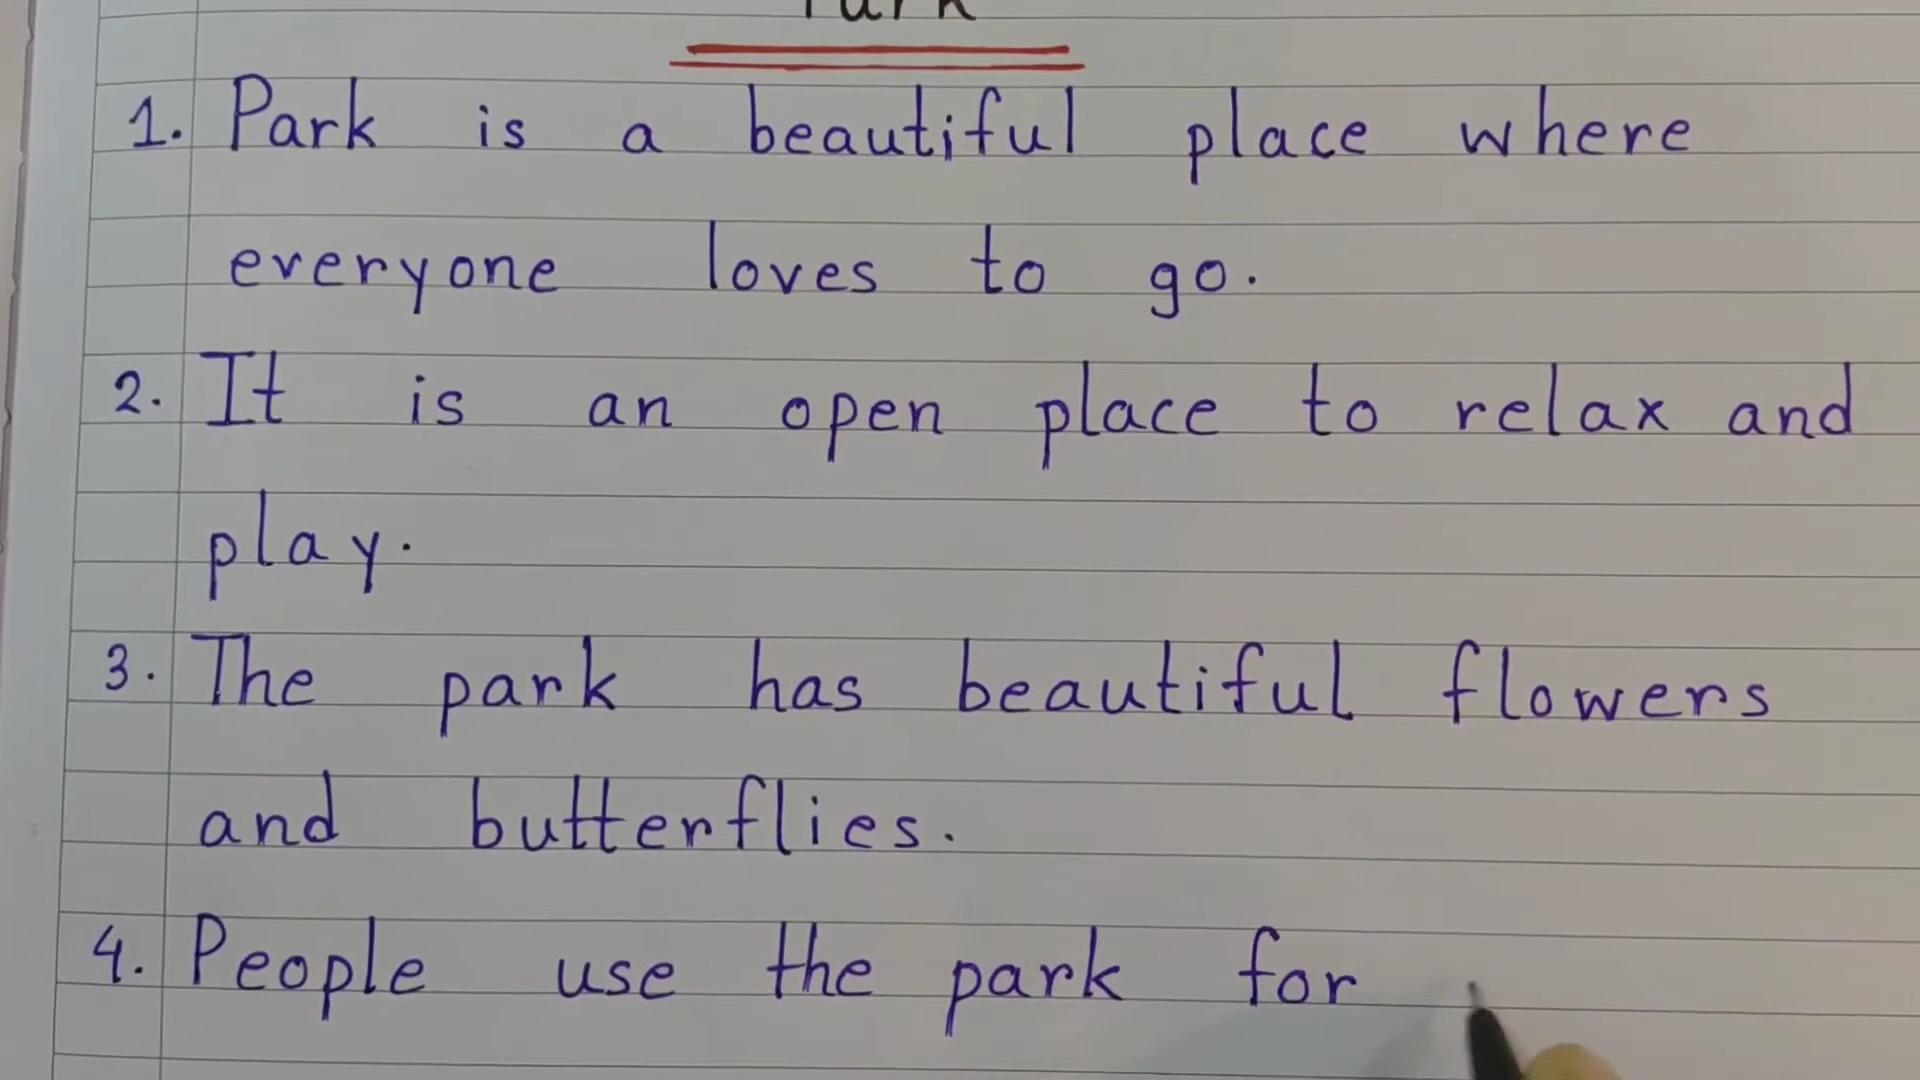 Park
1. Park is a beautiful place where
everyone loves to go.
2. It is an open place to relax and
play.
3. The park has beautiful flowers
and butterflies.
4. People use the park for